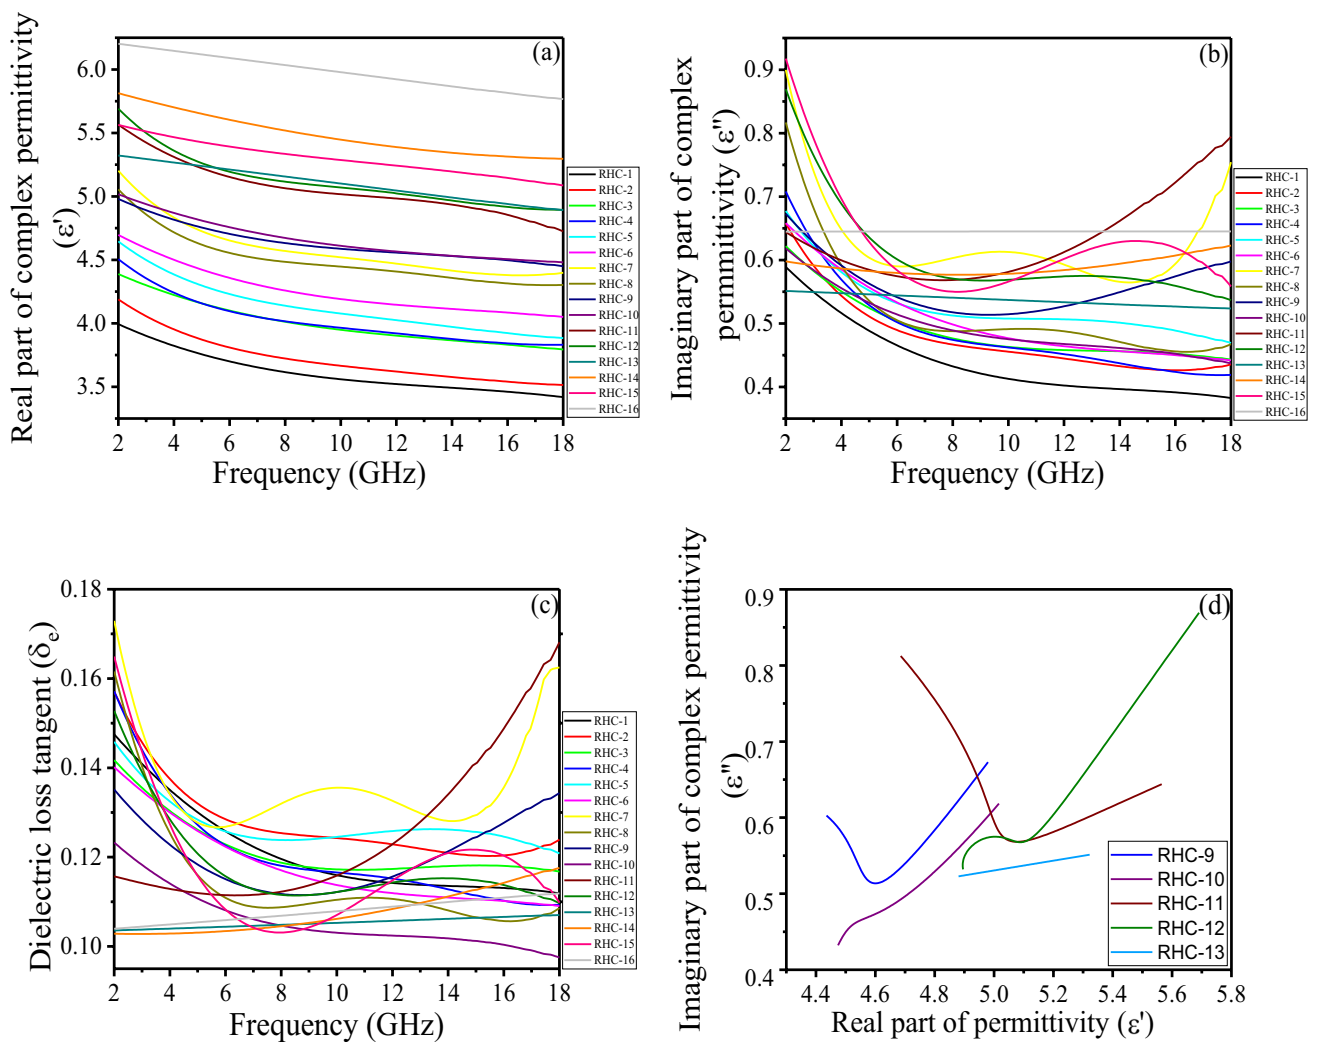 Real part of complex permittivity
(ε')
(a)
6.0
5.5
5.0
4.5
4.0
3.5
2 4 6 8 10 12 14 16 18
Frequency (GHz)
RHC-1
RHC-2
RHC-3
RHC-4
RHC-5
RHC-6
RHC-7
RHC-8
RHC-9
RHC-10
RHC-11
RHC-12
RHC-13
RHC-14
RHC-15
RHC-16
Imaginary part of complex
permittivity (ε'')
(b)
0.9
0.8
0.7
0.6
0.5
0.4
2 4 6 8 10 12 14 16 18
Frequency (GHz)
RHC-1
RHC-2
RHC-3
RHC-4
RHC-5
RHC-6
RHC-7
RHC-8
RHC-9
RHC-10
RHC-11
RHC-12
RHC-13
RHC-14
RHC-15
RHC-16
Dielectric loss tangent (δe)
(c)
0.18
0.16
0.14
0.12
0.10
2 4 6 8 10 12 14 16 18
Frequency (GHz)
RHC-1
RHC-2
RHC-3
RHC-4
RHC-5
RHC-6
RHC-7
RHC-8
RHC-9
RHC-10
RHC-11
RHC-12
RHC-13
RHC-14
RHC-15
RHC-16
Imaginary part of complex permittivity
(ε'')
(d)
0.9
0.8
0.7
0.6
0.5
0.4
4.4 4.6 4.8 5.0 5.2 5.4 5.6 5.8
Real part of permittivity (ε')
RHC-9
RHC-10
RHC-11
RHC-12
RHC-13